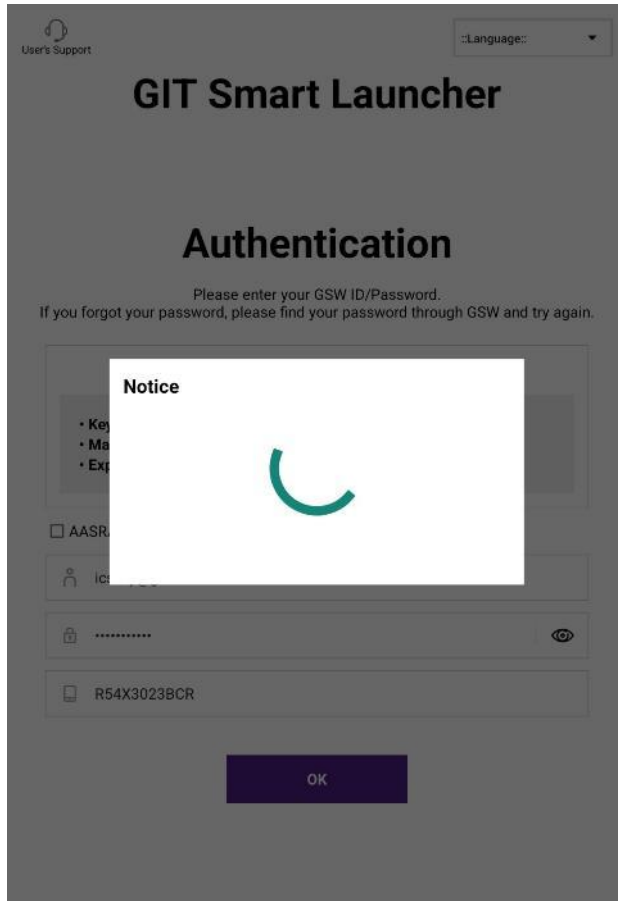 User's Support
::Language::
GIT Smart Launcher
Authentication
Please enter your GSW ID/Password.
If you forgot your password, please find your password through GSW and try again.
Notice
• Key
• Ma
• Exp
AASR
R54X3023BCR
OK